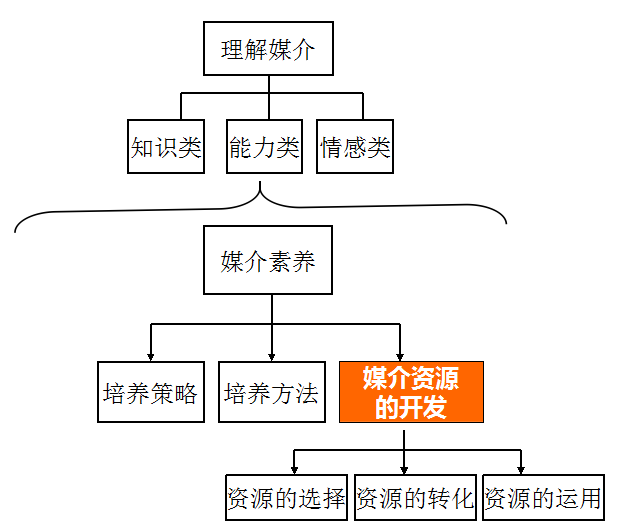 理解媒介
知识类
能力类
情感类
媒介素养
培养策略
培养方法
媒介资源
的开发
资源的选择
资源的转化
资源的运用